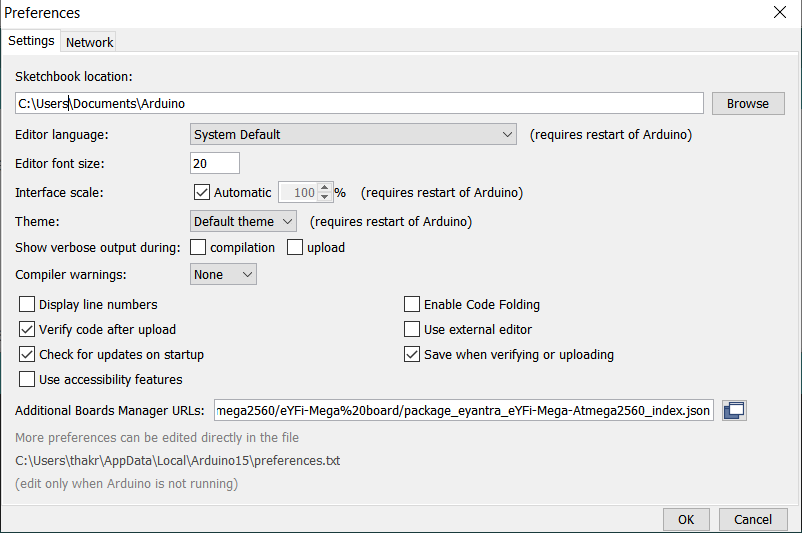 Preferences
Settings Network
Sketchbook location:
C:\Users\Documents\Arduino Browse
Editor language: System Default (requires restart of Arduino)
Editor font size: 20
Interface scale: Automatic 100 % (requires restart of Arduino)
Theme: Default theme (requires restart of Arduino)
Show verbose output during: compilation upload
Compiler warnings: None
Display line numbers Enable Code Folding
Verify code after upload Use external editor
Check for updates on startup Save when verifying or uploading
Use accessibility features
Additional Boards Manager URLs: mega2560/eYFi-Mega%20board/package_eyantra_eYFi-Mega-Atmega2560_index.json
More preferences can be edited directly in the file
C:\Users\thakr\AppData\Local\Arduino15\preferences.txt
(edit only when Arduino is not running)
OK Cancel